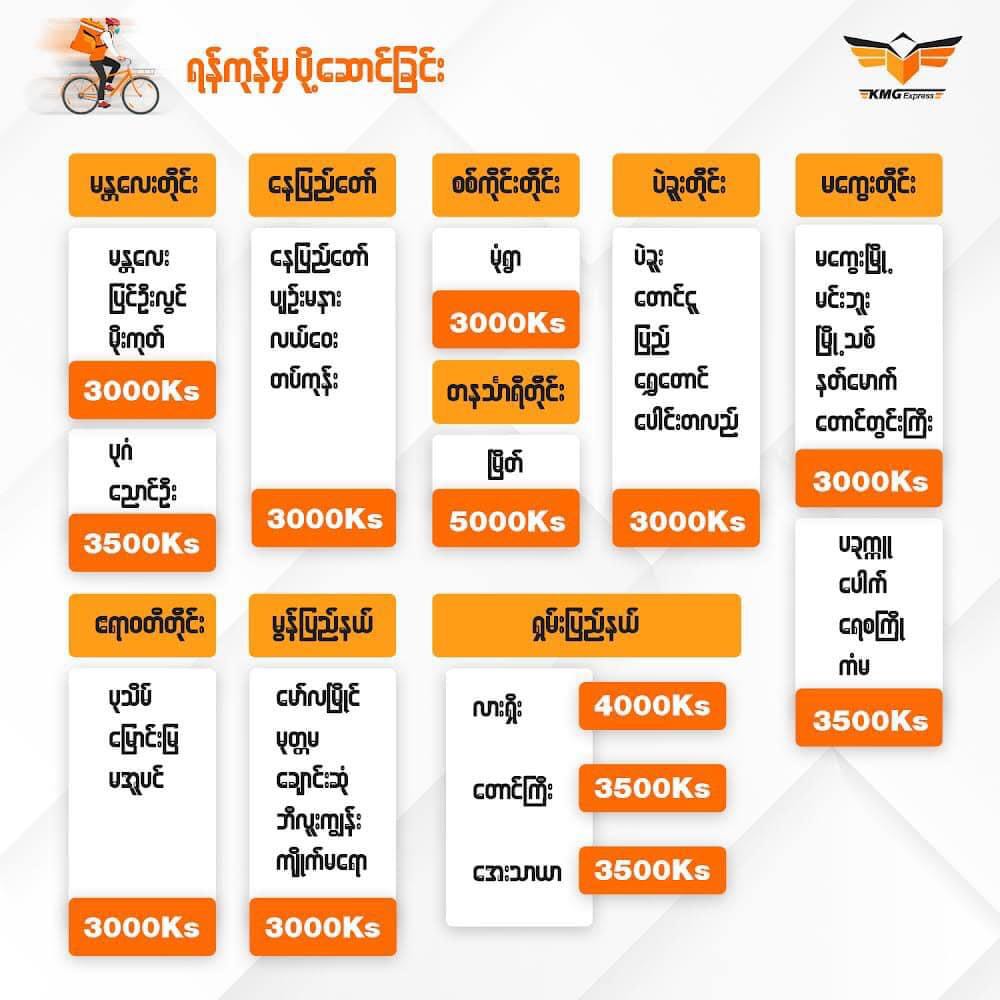 ရန်ကုန်မှ ပို့ဆောင်ခြင်း
KMG Express
မန္တလေးတိုင်း
မန္တလေး
ပြင်ဦးလွင်
မိုးကုတ်
3000Ks
ပုဂံ
ညောင်ဦး
3500Ks
နေပြည်တော်
နေပြည်တော်
ပျဉ်းမနား
လယ်ဝေး
တပ်ကုန်း
3000Ks
စစ်ကိုင်းတိုင်း
မုံရွာ
3000Ks
တနင်္သာရီတိုင်း
မြိတ်
5000Ks
ပဲခူးတိုင်း
ပဲခူး
တောင်ငူ
ပြည်
ရွှေတောင်
ပေါင်းတလည်
3000Ks
မကွေးတိုင်း
မကွေးမြို့
မင်းဘူး
မြို့သစ်
နတ်မောက်
တောင်တွင်းကြီး
3000Ks
ပခုက္ကူ
ပေါက်
ရေစကြို
ကံမ
3500Ks
ဧရာဝတီတိုင်း
ပုသိမ်
မြောင်းမြ
မအူပင်
3000Ks
မွန်ပြည်နယ်
မော်လမြိုင်
မုတ္တမ
ချောင်းဆုံ
ဘီလူးကျွန်း
ကျိုက်မရော
3000Ks
ရှမ်းပြည်နယ်
လားရှိုး 4000Ks
တောင်ကြီး 3500Ks
အေးသာယာ 3500Ks